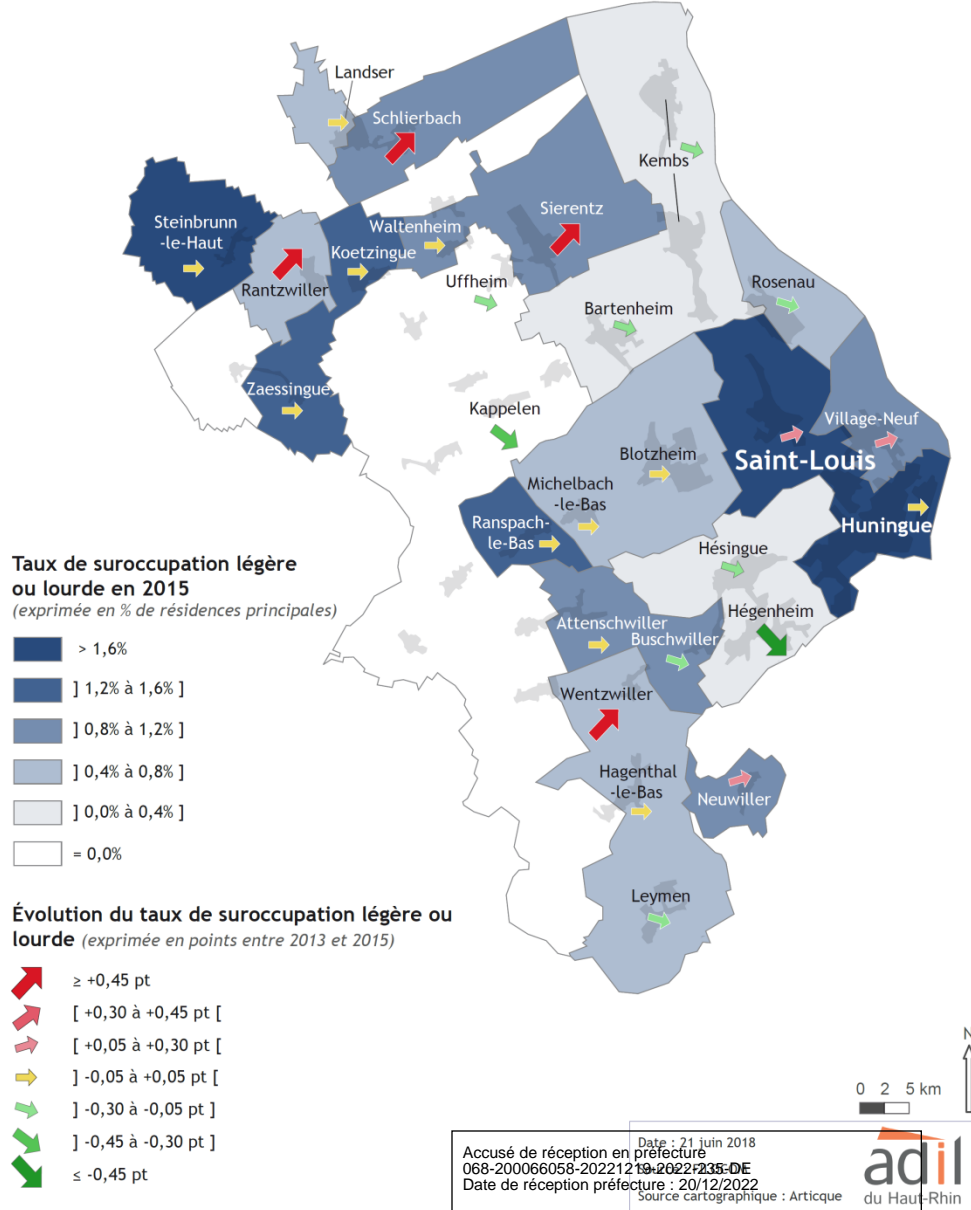 Landser
Schlierbach
Kembs
Steinbrunn
-le-Haut
Rantzwiller
Koetzingue
Waltenheim
Sierentz
Uffheim
Bartenheim
Rosenau
Zaessingue
Kappelen
Blotzheim
Village-Neuf
Saint-Louis
Michelbach
-le-Bas
Ranspach-
le-Bas
Huningue
Hésingue
Hégenheim
Attenschwiller
Buschwiller
Wentzwiller
Hagenthal
-le-Bas
Neuwiller
Leymen
Taux de suroccupation légère
ou lourde en 2015
(exprimée en % de résidences principales)
> 1,6%
] 1,2% à 1,6% ]
] 0,8% à 1,2% ]
] 0,4% à 0,8% ]
] 0,0% à 0,4% ]
= 0,0%
Évolution du taux de suroccupation légère ou
lourde (exprimée en points entre 2013 et 2015)
≥ +0,45 pt
[ +0,30 à +0,45 pt [
[ +0,05 à +0,30 pt [
] -0,05 à +0,05 pt [
] -0,30 à -0,05 pt ]
] -0,45 à -0,30 pt ]
≤ -0,45 pt
N
0 2 5 km
Date : 21 juin 2018
Accusé de réception en préfecture
068-200066058-20221219-2022-235-DE
Date de réception préfecture : 20/12/2022
Source cartographique : Articque
adil
du Haut-Rhin